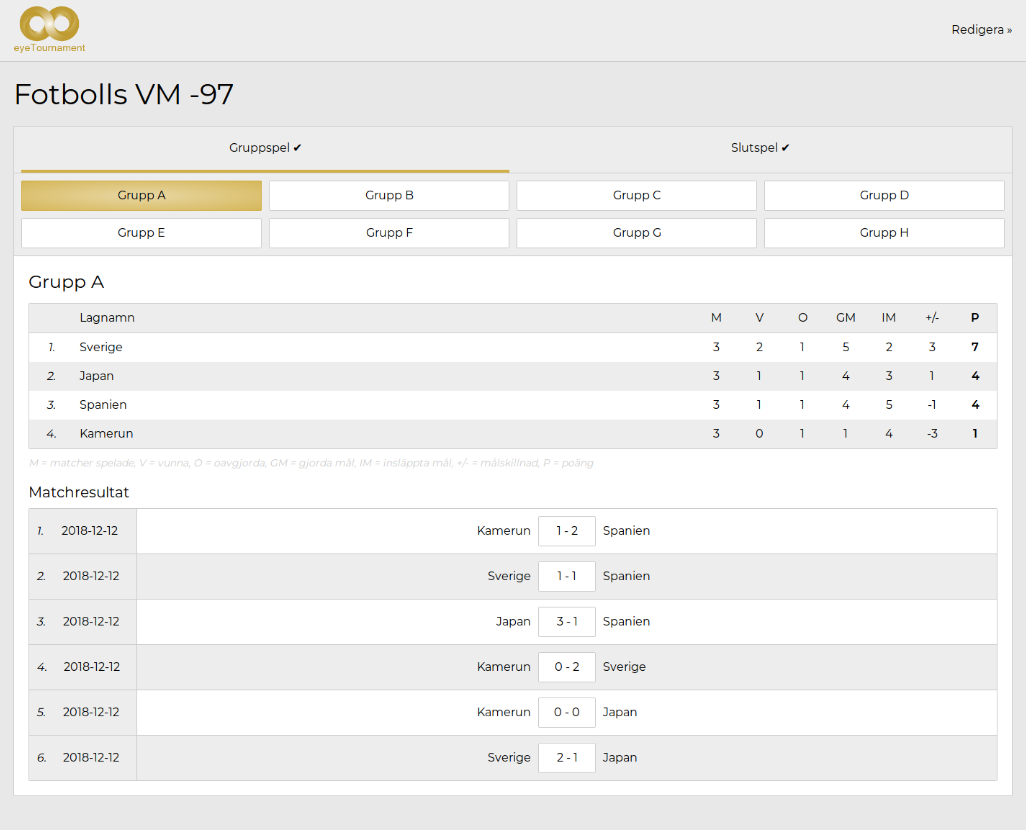 eyeTournament
Redigera »
Fotbolls VM -97
Gruppspel ✔ Slutspel ✔
Grupp A Grupp B Grupp C Grupp D
Grupp E Grupp F Grupp G Grupp H
Grupp A
Lagnamn M V O GM IM +/- P
1. Sverige 3 2 1 5 2 3 7
2. Japan 3 1 1 4 3 1 4
3. Spanien 3 1 1 4 5 -1 4
4. Kamerun 3 0 1 1 4 -3 1
M = matcher spelade, V = vunna, O = oavgjorda, GM = gjorda mål, IM = insläppta mål, +/- = målskillnad, P = poäng
Matchresultat
1. 2018-12-12 Kamerun 1 - 2 Spanien
2. 2018-12-12 Sverige 1 - 1 Spanien
3. 2018-12-12 Japan 3 - 1 Spanien
4. 2018-12-12 Kamerun 0 - 2 Sverige
5. 2018-12-12 Kamerun 0 - 0 Japan
6. 2018-12-12 Sverige 2 - 1 Japan